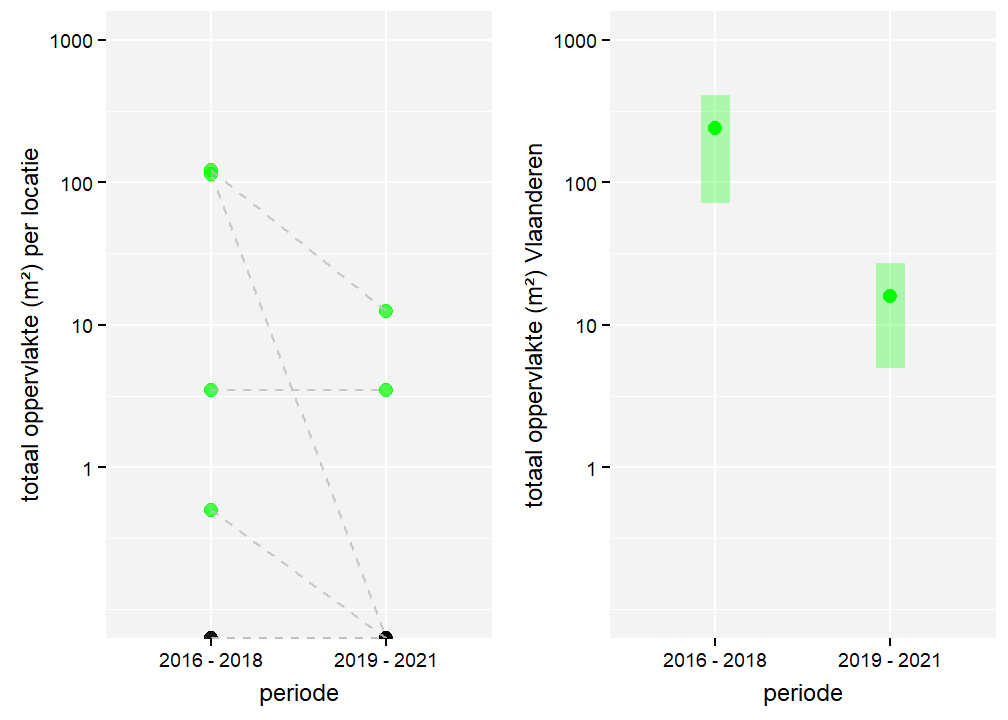 totaal oppervlakte (m²) per locatie
1000
100
10
1
2016 - 2018
2019 - 2021
periode
totaal oppervlakte (m²) Vlaanderen
1000
100
10
1
2016 - 2018
2019 - 2021
periode